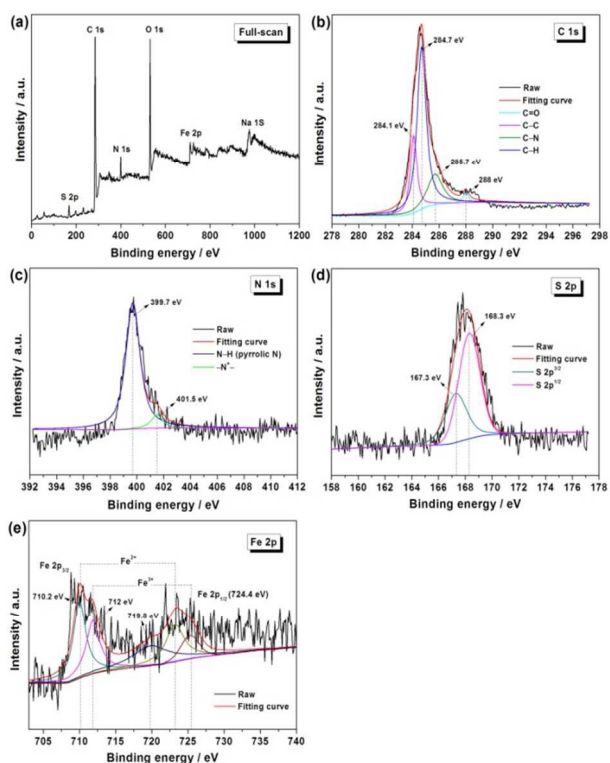 (a)
Full-scan
C 1s
O 1s
N 1s
S 2p
Fe 2p
Na 1S
Intensity / a.u.
0 200 400 600 800 1000 1200
Binding energy / eV
(b)
C 1s
284.7 eV
284.1 eV
285.7 eV
288 eV
Raw
Fitting curve
C=O
C–C
C–N
C–H
Intensity / a.u.
278 280 282 284 286 288 290 292 294 296 298
Binding energy / eV
(c)
N 1s
399.7 eV
401.5 eV
Raw
Fitting curve
N–H (pyrrolic N)
–N⁺–
Intensity / a.u.
392 394 396 398 400 402 404 406 408 410 412
Binding energy / eV
(d)
S 2p
168.3 eV
167.3 eV
Raw
Fitting curve
S 2p³/²
S 2p¹/²
Intensity / a.u.
158 160 162 164 166 168 170 172 174 176 178
Binding energy / eV
(e)
Fe 2p
Fe 2p₃/₂
710.2 eV
712 eV
719.8 eV
Fe²⁺
Fe³⁺
Fe 2p₁/₂ (724.4 eV)
Raw
Fitting curve
Intensity / a.u.
705 710 715 720 725 730 735 740
Binding energy / eV